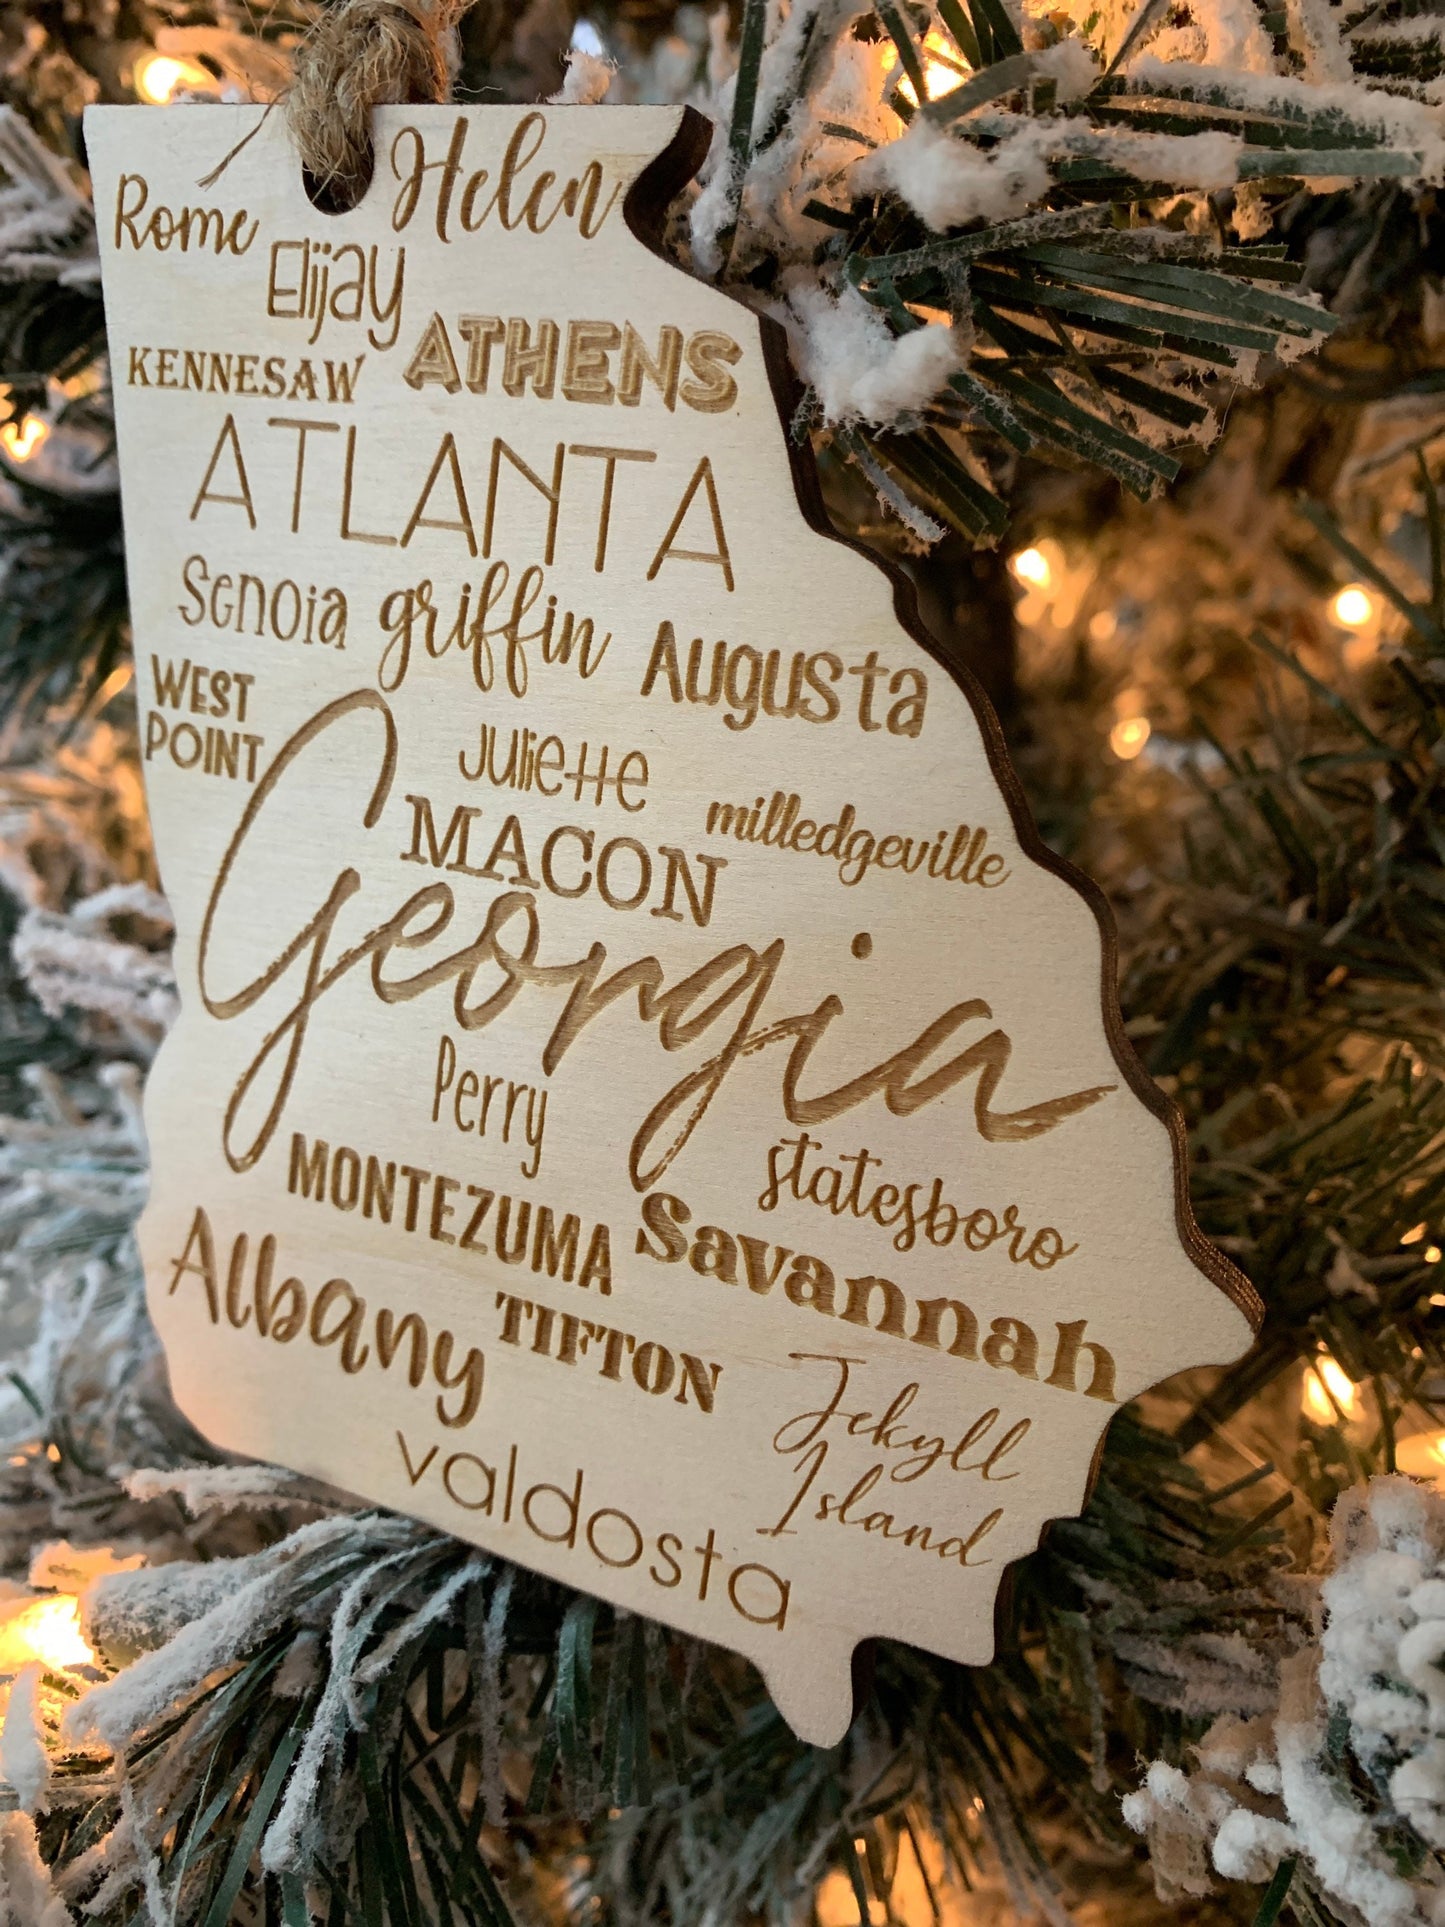 Helen
Rome
Ellijay
KENNESAW
ATHENS
ATLANTA
Senoia
griffin
Augusta
WEST
POINT
Juliette
MACON
milledgeville
Georgia
Perry
statesboro
MONTEZUMA
Savannah
Albany
TIFTON
Jekyll
Island
valdosta